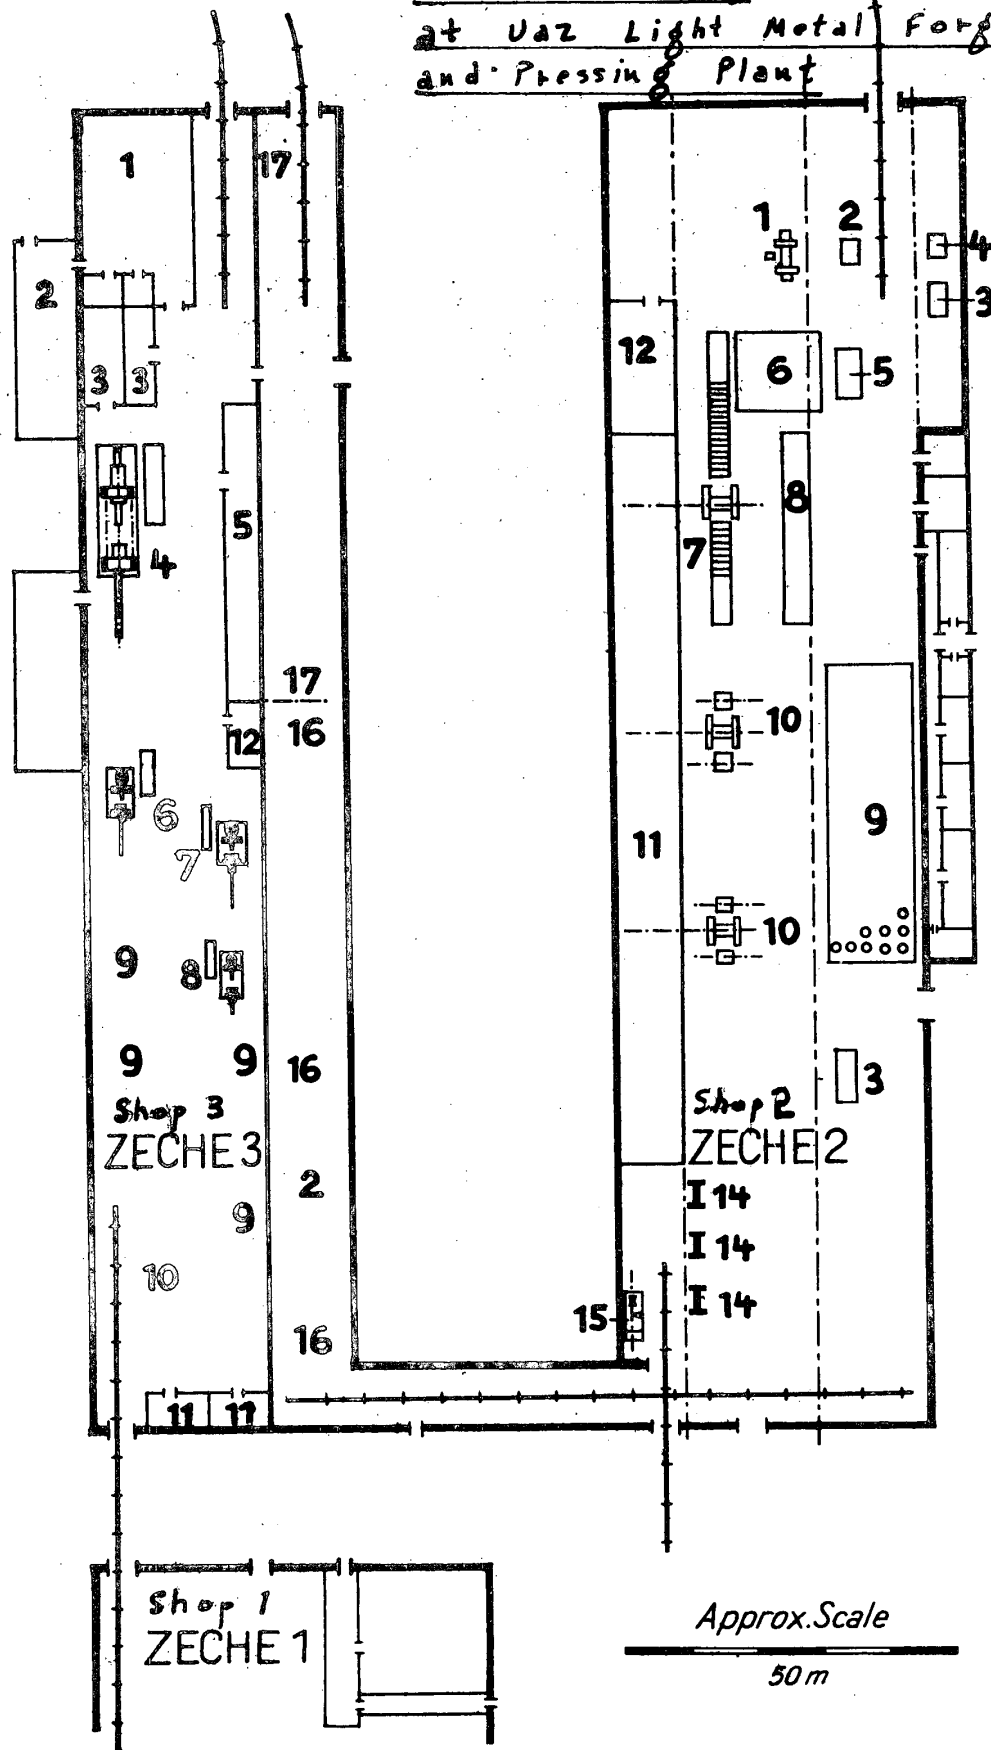 at Uaz Light Metal Forg
and Pressing Plant
1
17
1
2
4
2
3
12
6
5
3
3
8
5
4
7
17
10
16
12
6
9
7
11
10
9
8
9
9
16
3
Shop 3
Shop 2
ZECHE 3
ZECHE 2
2
I 14
9
I 14
10
I 14
15
16
11
11
Shop 1
ZECHE 1
Approx. Scale
50 m